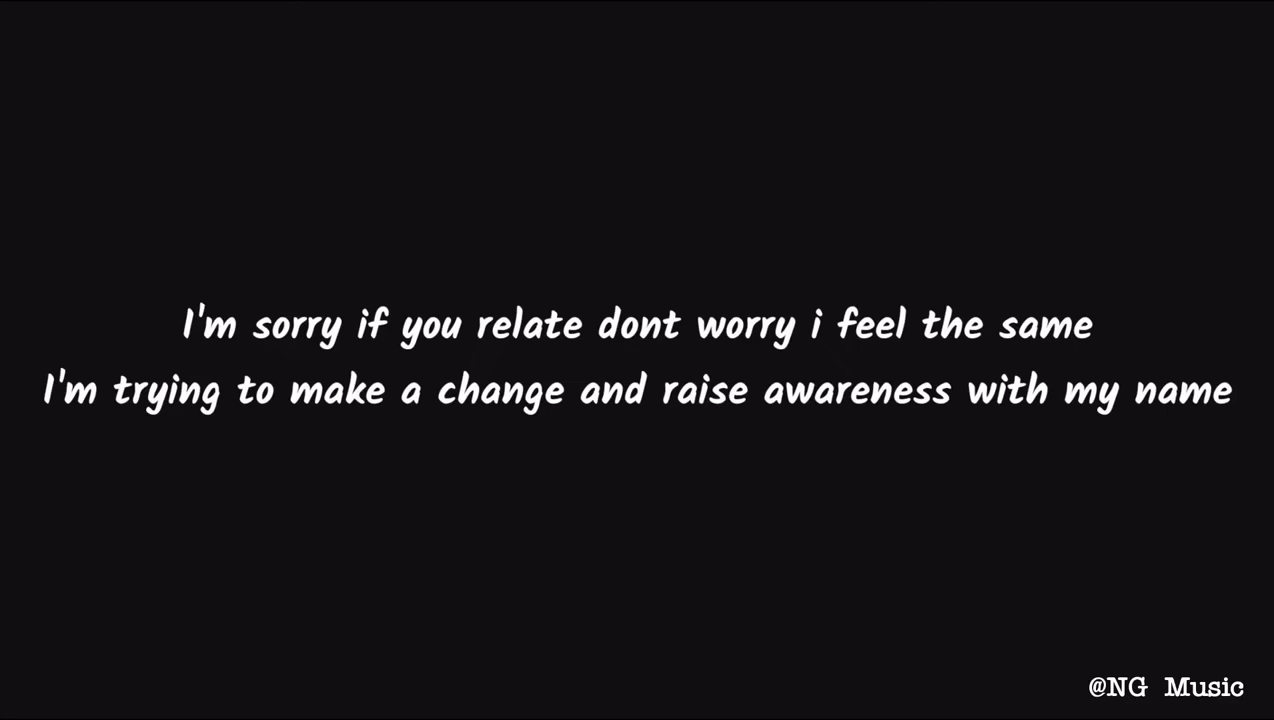 I'm sorry if you relate dont worry i feel the same
I'm trying to make a change and raise awareness with my name
@NG Music